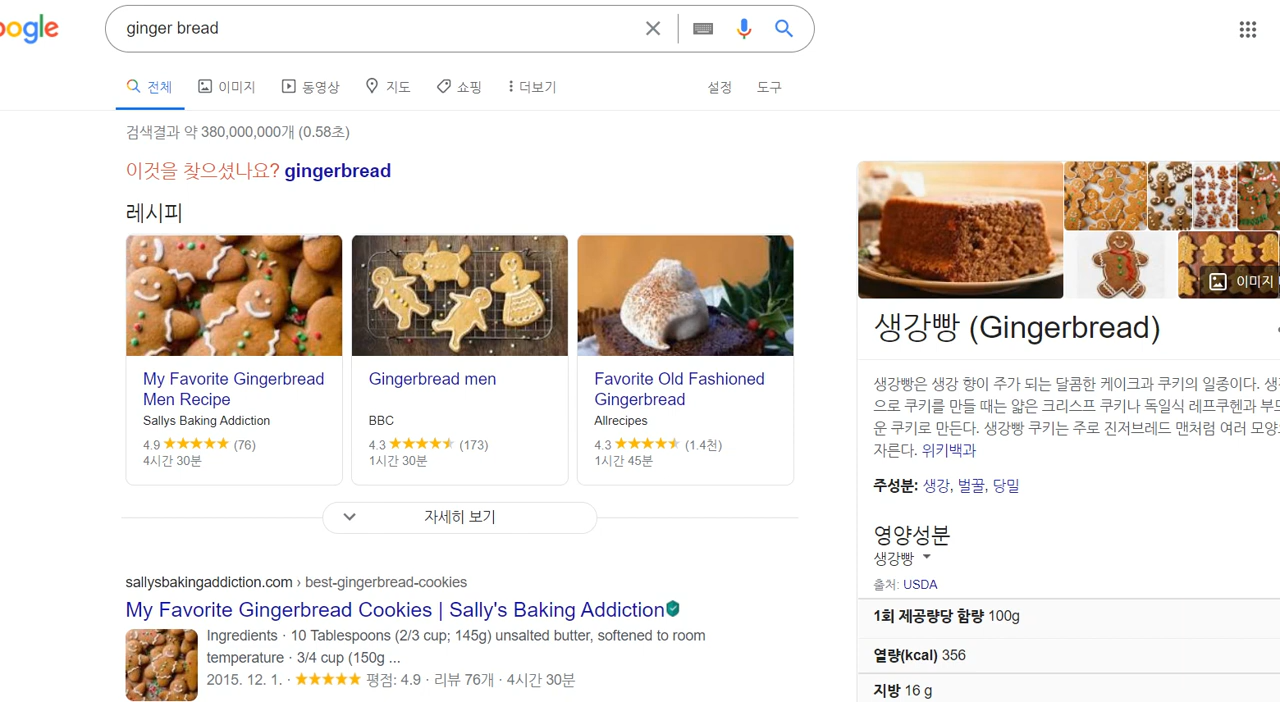 oogle
ginger bread
전체 이미지 동영상 지도 쇼핑 더보기 설정 도구
검색결과 약 380,000,000개 (0.58초)
이것을 찾으셨나요? gingerbread
레시피
My Favorite Gingerbread
Men Recipe
Sallys Baking Addiction
4.9 (76)
4시간 30분
Gingerbread men
BBC
4.3 (173)
1시간 30분
Favorite Old Fashioned
Gingerbread
Allrecipes
4.3 (1.4천)
1시간 45분
자세히 보기
sallysbakingaddiction.com › best-gingerbread-cookies
My Favorite Gingerbread Cookies | Sally's Baking Addiction
Ingredients · 10 Tablespoons (2/3 cup; 145g) unsalted butter, softened to room
temperature · 3/4 cup (150g ...
2015. 12. 1. · ★★★★★ 평점: 4.9 · 리뷰 76개 · 4시간 30분
이미지
생강빵 (Gingerbread)
생강빵은 생강 향이 주가 되는 달콤한 케이크과 쿠키의 일종이다.
으로 쿠키를 만들 때는 얇은 크리스프 쿠키나 독일식 레프쿠헨과
운 쿠키로 만든다. 생강빵 쿠키는 주로 진저브레드 맨처럼 여러
자른다. 위키백과
주성분: 생강, 벌꿀, 당밀
영양성분
생강빵
출처: USDA
1회 제공량당 함량 100g
열량(kcal) 356
지방 16 g